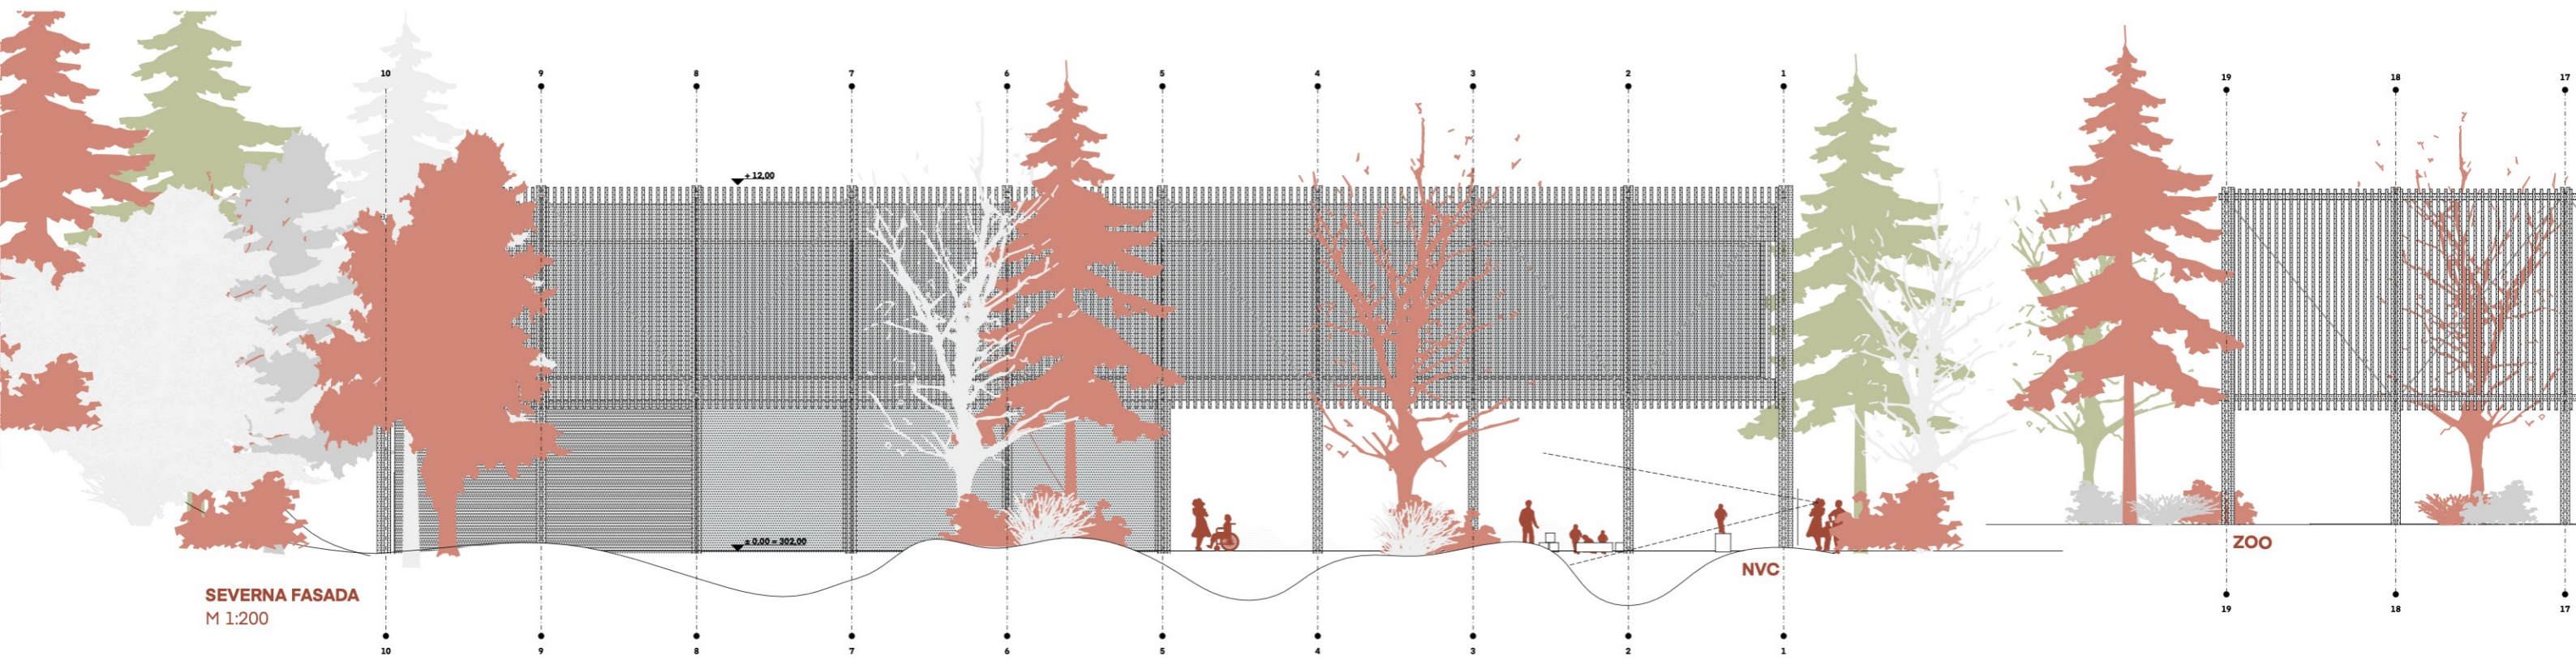 10 9 8 7 6 5 4 3 2 1 19 18 17
+ 12,00
± 0,00 = 302,00
ZOO
NVC
SEVERNA FASADA
M 1:200
19 18 17
10 9 8 7 6 5 4 3 2 1